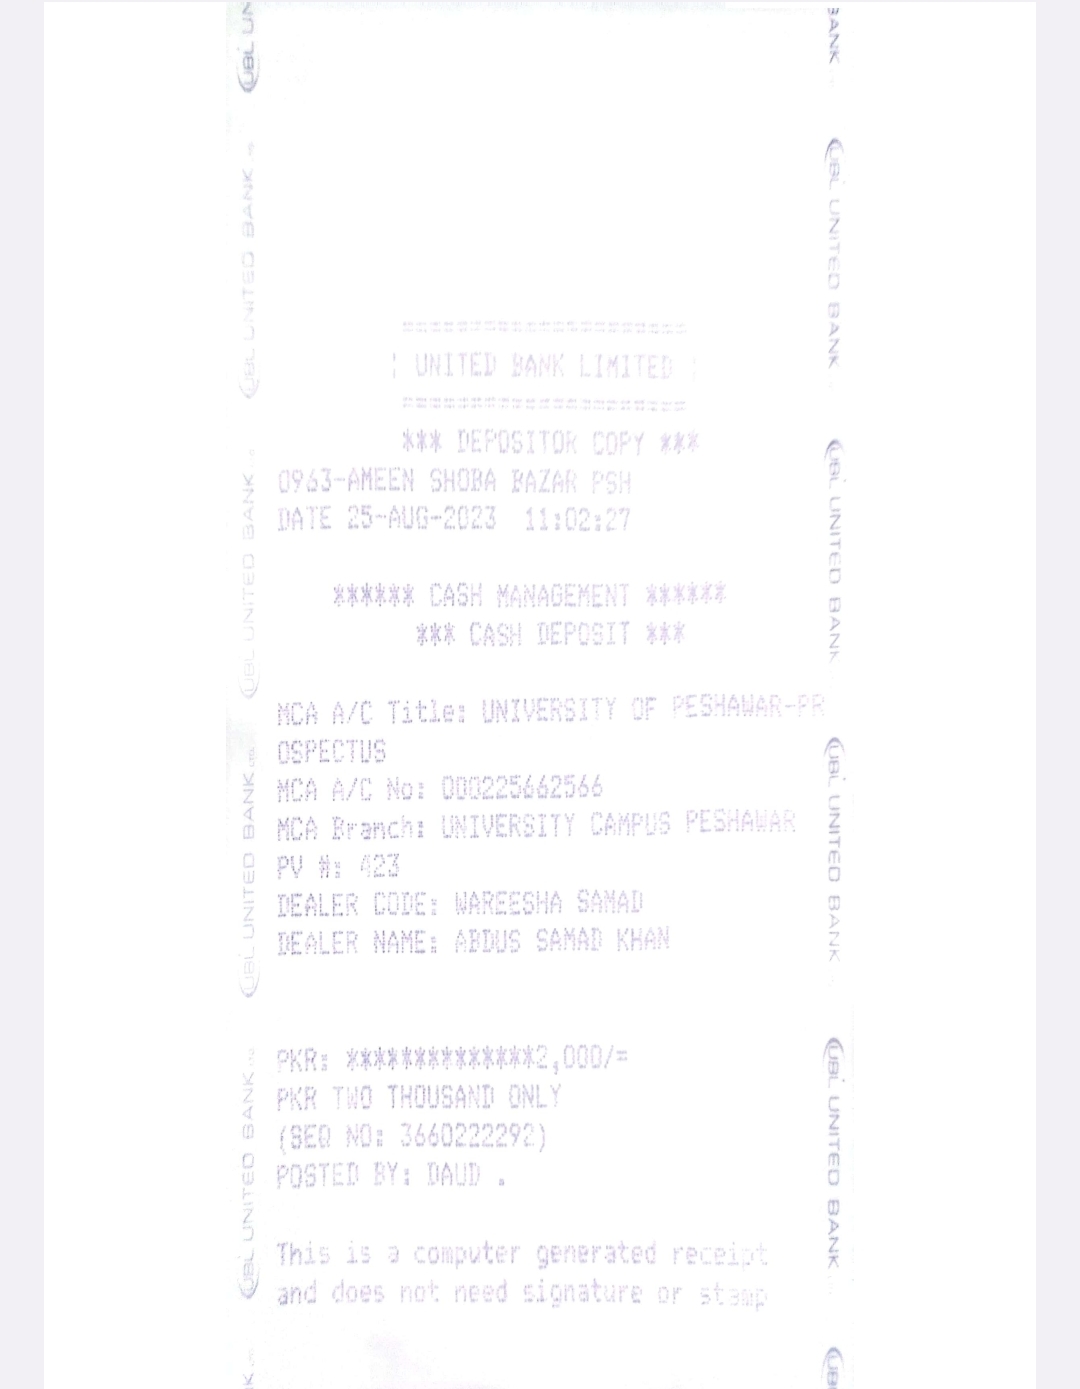 ====================
| UNITED BANK LIMITED |
====================
*** DEPOSITOR COPY ***
0963-AMEEN SHOBA BAZAR PSH
DATE 25-AUG-2023 11:02:27
****** CASH MANAGEMENT ******
*** CASH DEPOSIT ***
MCA A/C Title: UNIVERSITY OF PESHAWAR-PR
OSPECTUS
MCA A/C No: 000225662566
MCA Branch: UNIVERSITY CAMPUS PESHAWAR
PV #: 423
DEALER CODE: WAREESHA SAMAD
DEALER NAME: ABDUS SAMAD KHAN
PKR: **************2,000/=
PKR TWO THOUSAND ONLY
(SEQ NO: 3660222292)
POSTED BY: DAUD .
This is a computer generated receipt
and does not need signature or stamp
UBL UN
UBL UNITED BANK
UBL UNITED BANK
UBL UNITED BANK
UBL UNITED BANK
BANK
UBL UNITED BANK
UBL UNITED BANK
UBL UNITED BANK
UBL UNITED BANK
UBL